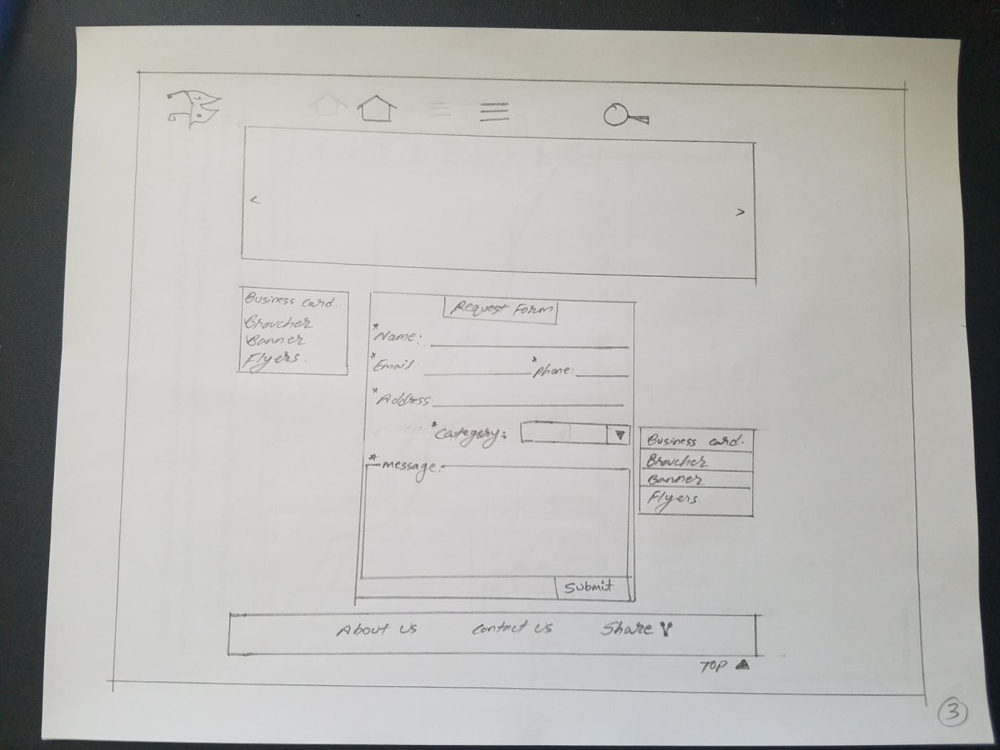 <
>
Business card.
Broucher
Banner
Flyers.
Request Form
*Name:
*Email: *phone:
*Address:
*Category:
*message:
Business card.
Broucher
Banner
Flyers.
Submit
About Us Contact Us Share
TOP
3